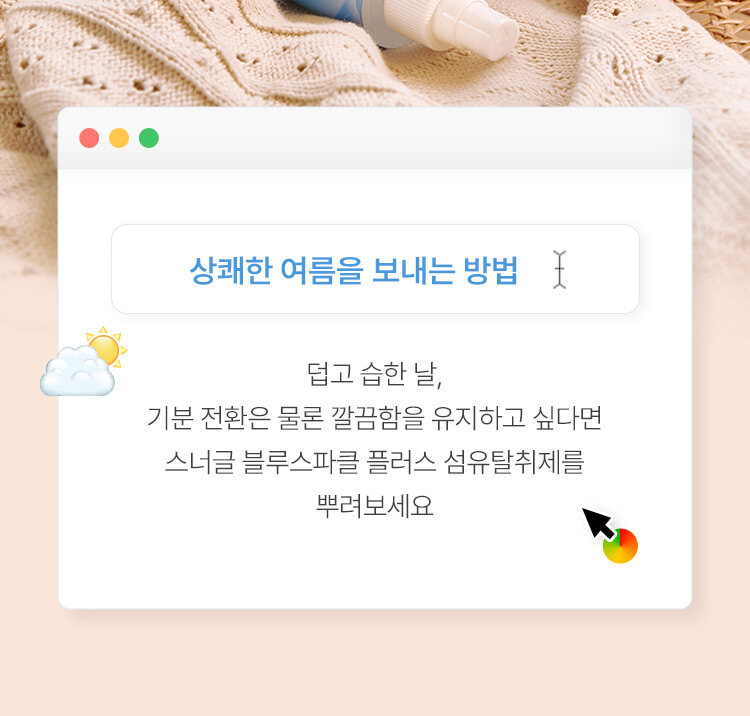 상쾌한 여름을 보내는 방법
덥고 습한 날,
기분 전환은 물론 깔끔함을 유지하고 싶다면
스너글 블루스파클 플러스 섬유탈취제를
뿌려보세요